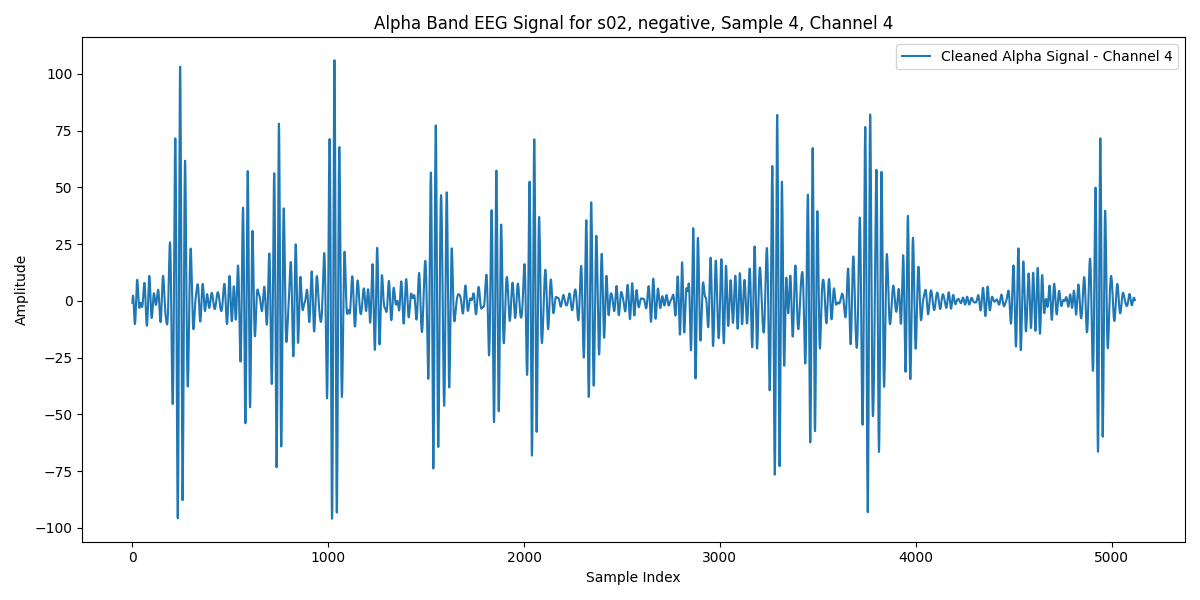 Alpha Band EEG Signal for s02, negative, Sample 4, Channel 4
Cleaned Alpha Signal - Channel 4
Amplitude
100
75
50
25
0
−25
−50
−75
−100
0 1000 2000 3000 4000 5000
Sample Index